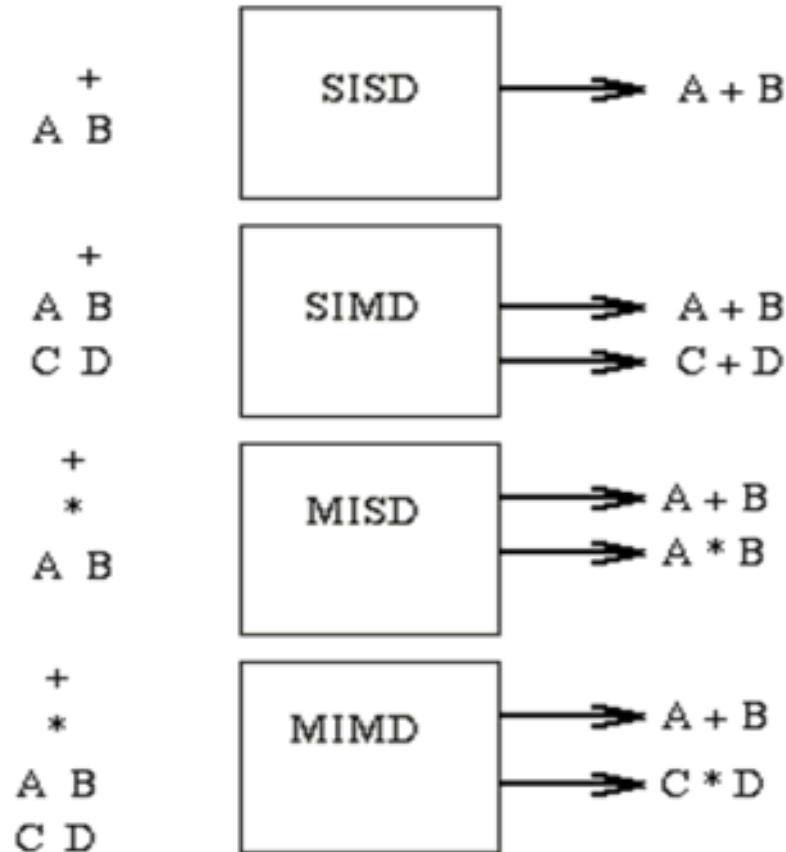 +
A B
SISD
A + B
+
A B
C D
SIMD
A + B
C + D
+
*
A B
MISD
A + B
A * B
+
*
A B
C D
MIMD
A + B
C * D